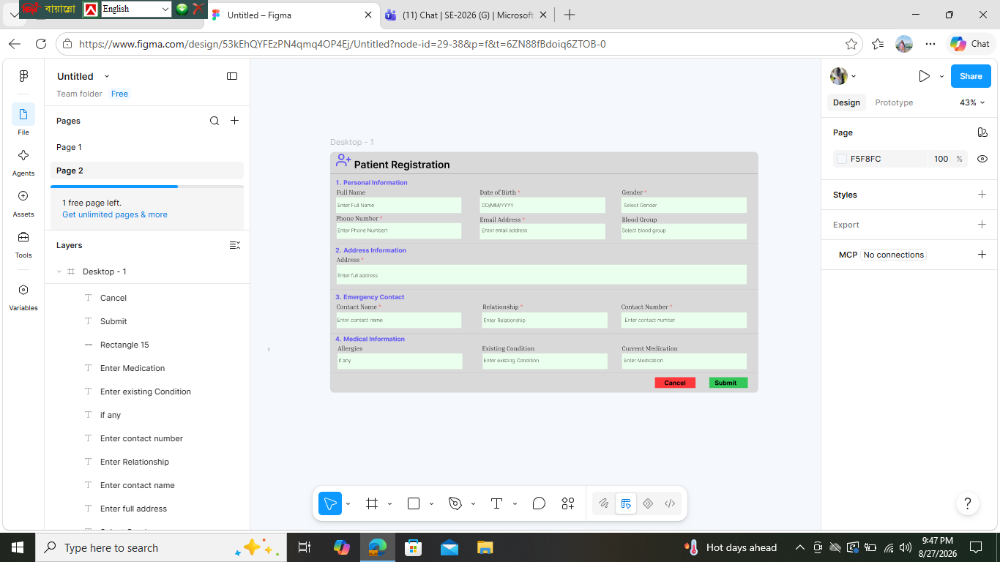 বায়ান্নো
English
Untitled – Figma
(11) Chat | SE-2026 (G) | Microsoft
https://www.figma.com/design/53kEhQYFEzPN4qmq4OP4Ej/Untitled?node-id=29-38&p=f&t=6ZN88fBdoiq6ZTOB-0
Chat
Untitled
Team folder Free
Pages
Page 1
Page 2
1 free page left.
Get unlimited pages & more
Layers
Desktop - 1
Cancel
Submit
Rectangle 15
Enter Medication
Enter existing Condition
if any
Enter contact number
Enter Relationship
Enter contact name
Enter full address
File
Agents
Assets
Tools
Variables
Desktop - 1
Patient Registration
1. Personal Information
Full Name Date of Birth * Gender *
Enter Full Name DD/MM/YYYY Select Gender
Phone Number * Email Address * Blood Group
Enter Phone Numbert Enter email address Select blood group
2. Address Information
Address *
Enter full address
3. Emergency Contact
Contact Name * Relationship * Contact Number *
Enter contact name Enter Relationship Enter contact number
4. Medical Information
Allergies Existing Condition Current Medication
if any Enter existing Condition Enter Medication
Cancel Submit
Share
Design Prototype 43%
Page
F5F8FC 100 %
Styles
Export
MCP No connections
?
Type here to search
Hot days ahead
9:47 PM
8/27/2026